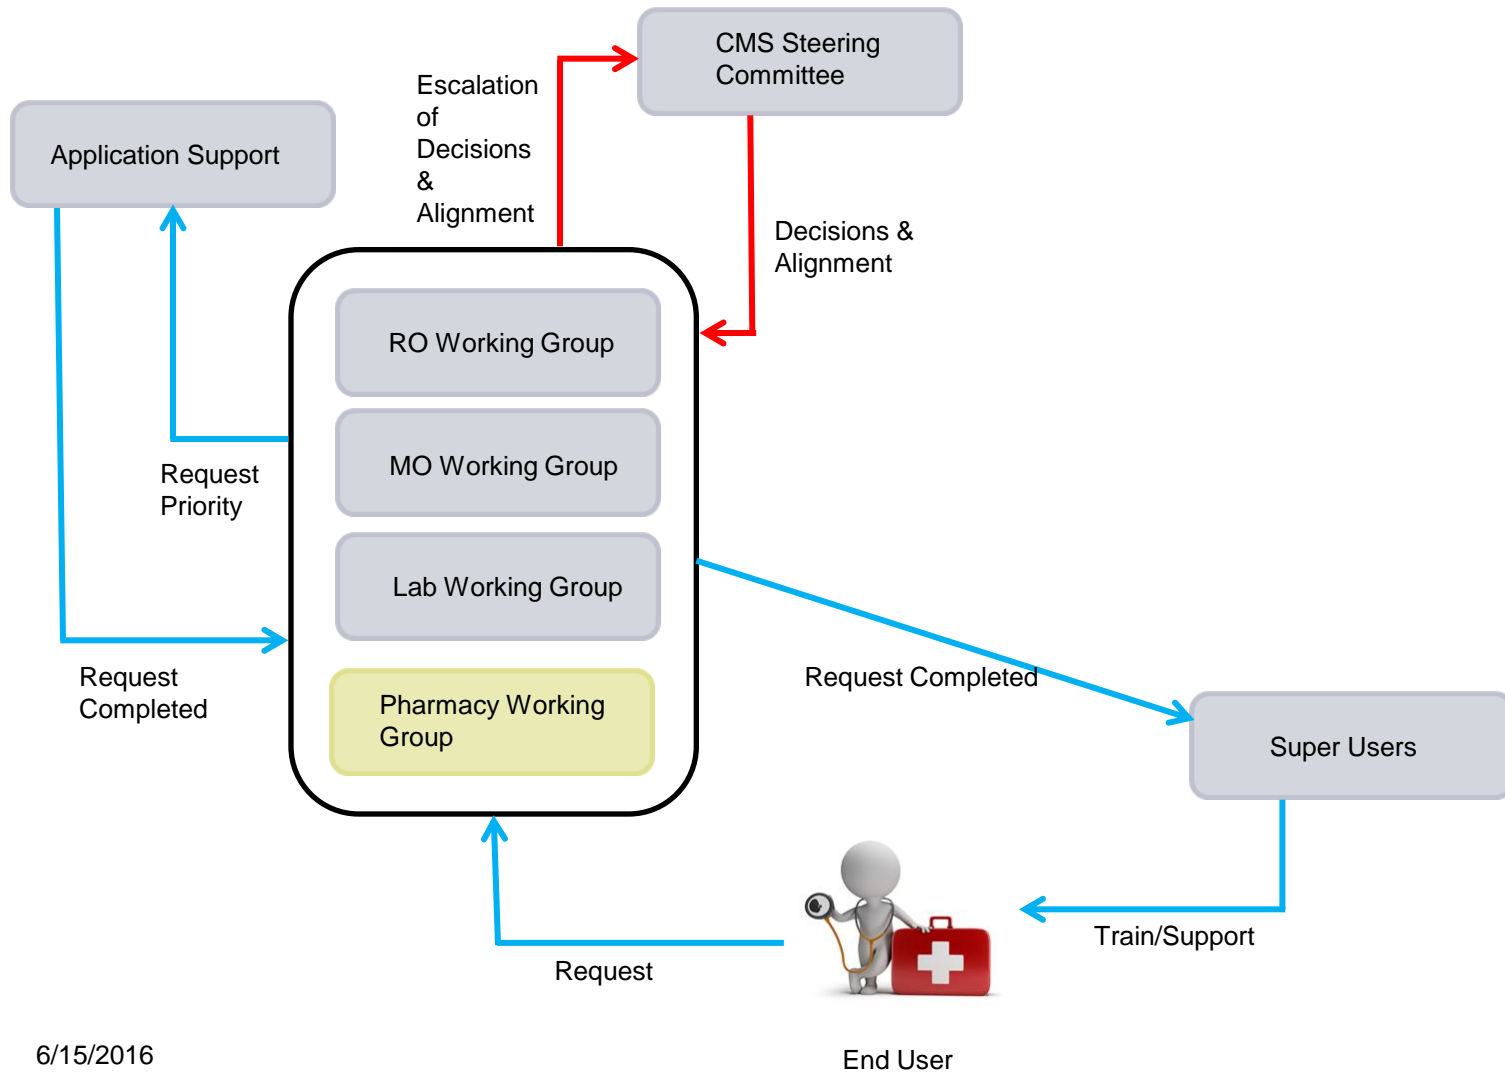 CMS Steering
Committee
Escalation
of
Decisions
&
Alignment
Application Support
Decisions &
Alignment
RO Working Group
MO Working Group
Request
Priority
Lab Working Group
Request
Completed
Request Completed
Pharmacy Working
Group
Super Users
Train/Support
Request
6/15/2016
End User